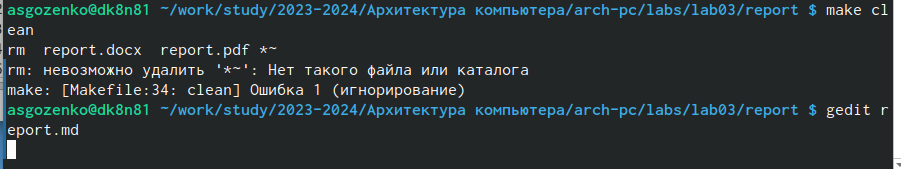 asgozenko@dk8n81 ~/work/study/2023-2024/Архитектура компьютера/arch-pc/labs/lab03/report $ make cl
ean
rm  report.docx  report.pdf *~
rm: невозможно удалить '*~': Нет такого файла или каталога
make: [Makefile:34: clean] Ошибка 1 (игнорирование)
asgozenko@dk8n81 ~/work/study/2023-2024/Архитектура компьютера/arch-pc/labs/lab03/report $ gedit r
eport.md